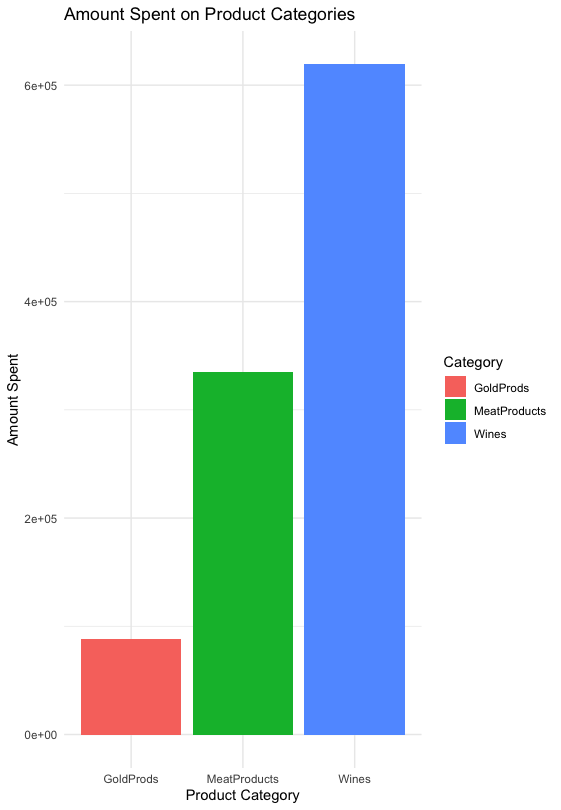 Amount Spent on Product Categories
Amount Spent
6e+05
4e+05
2e+05
0e+00
GoldProds
MeatProducts
Wines
Product Category
Category
GoldProds
MeatProducts
Wines